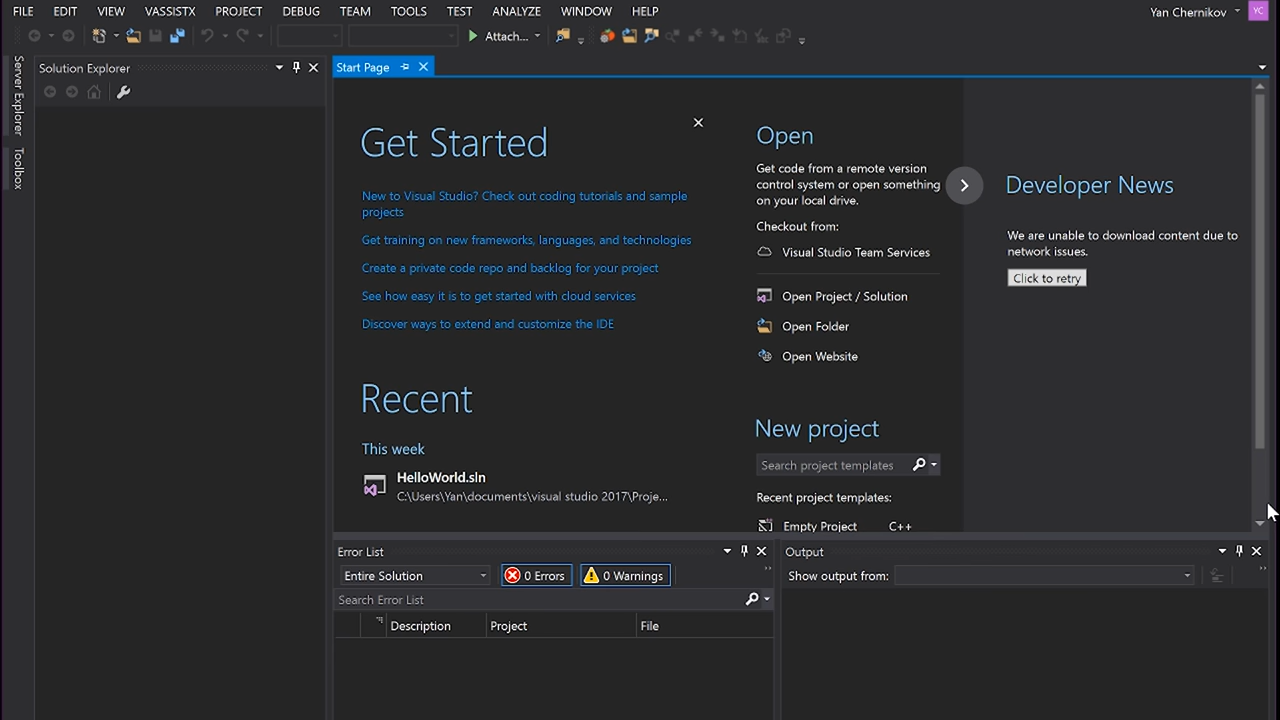 FILE EDIT VIEW VASSISTX PROJECT DEBUG TEAM TOOLS TEST ANALYZE WINDOW HELP
Yan Chernikov YC
Attach...
Server Explorer
Toolbox
Solution Explorer
Start Page
Get Started
New to Visual Studio? Check out coding tutorials and sample
projects
Get training on new frameworks, languages, and technologies
Create a private code repo and backlog for your project
See how easy it is to get started with cloud services
Discover ways to extend and customize the IDE
Recent
This week
HelloWorld.sln
C:\Users\Yan\documents\visual studio 2017\Proje...
Open
Get code from a remote version
control system or open something
on your local drive.
Checkout from:
Visual Studio Team Services
Open Project / Solution
Open Folder
Open Website
New project
Search project templates
Recent project templates:
Empty Project C++
Developer News
We are unable to download content due to
network issues.
Click to retry
Error List
Entire Solution 0 Errors 0 Warnings
Search Error List
Description Project File
Output
Show output from: